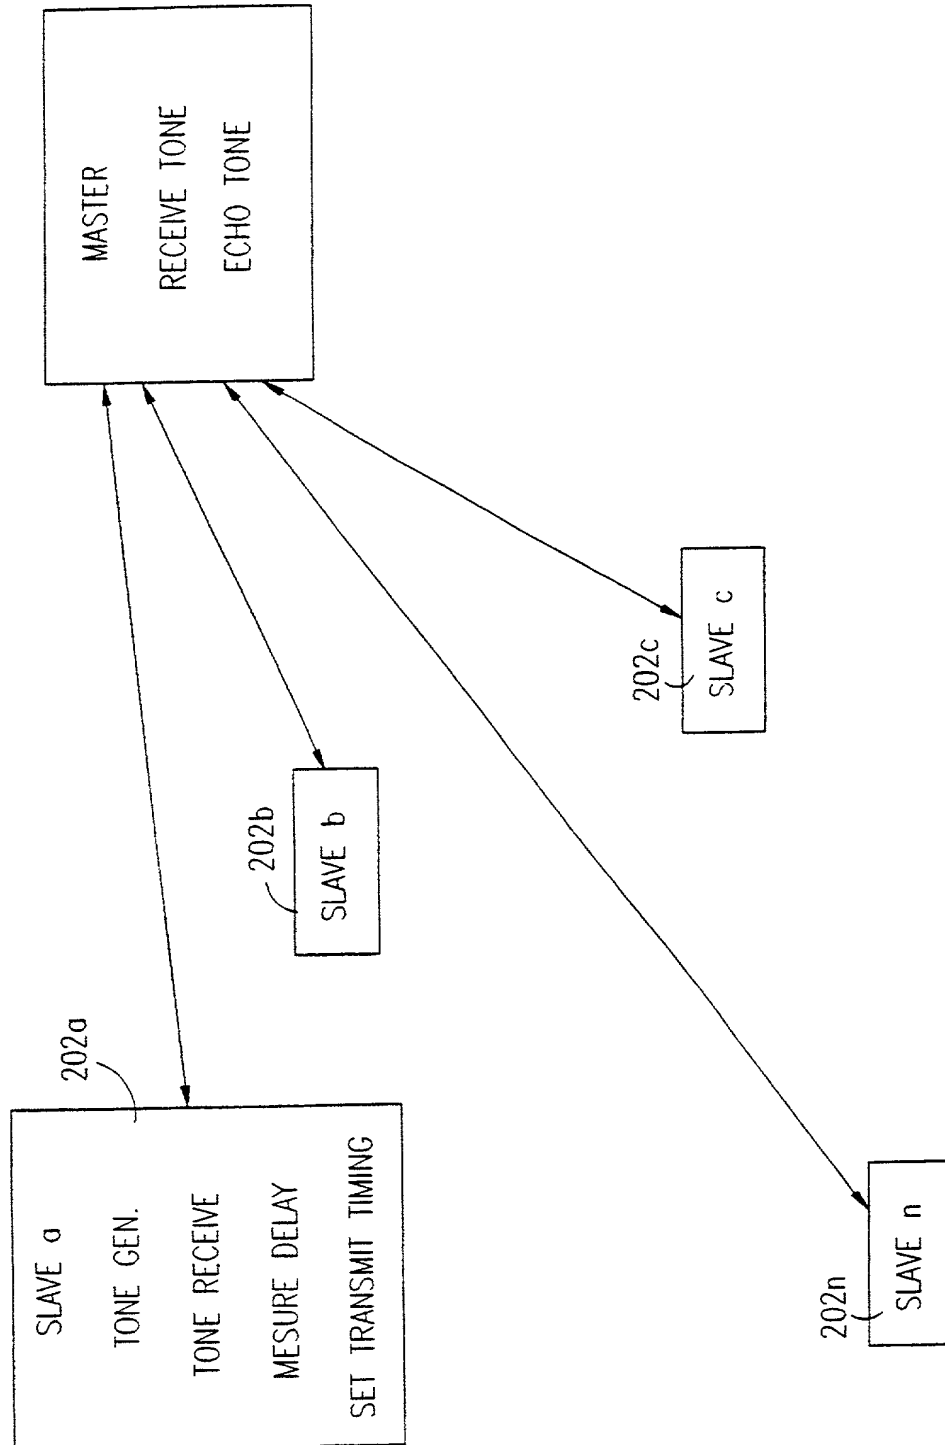 202a
SLAVE a
TONE GEN.
TONE RECEIVE
MESURE DELAY
SET TRANSMIT TIMING
202b
SLAVE b
MASTER
RECEIVE TONE
ECHO TONE
202n
SLAVE n
202c
SLAVE c